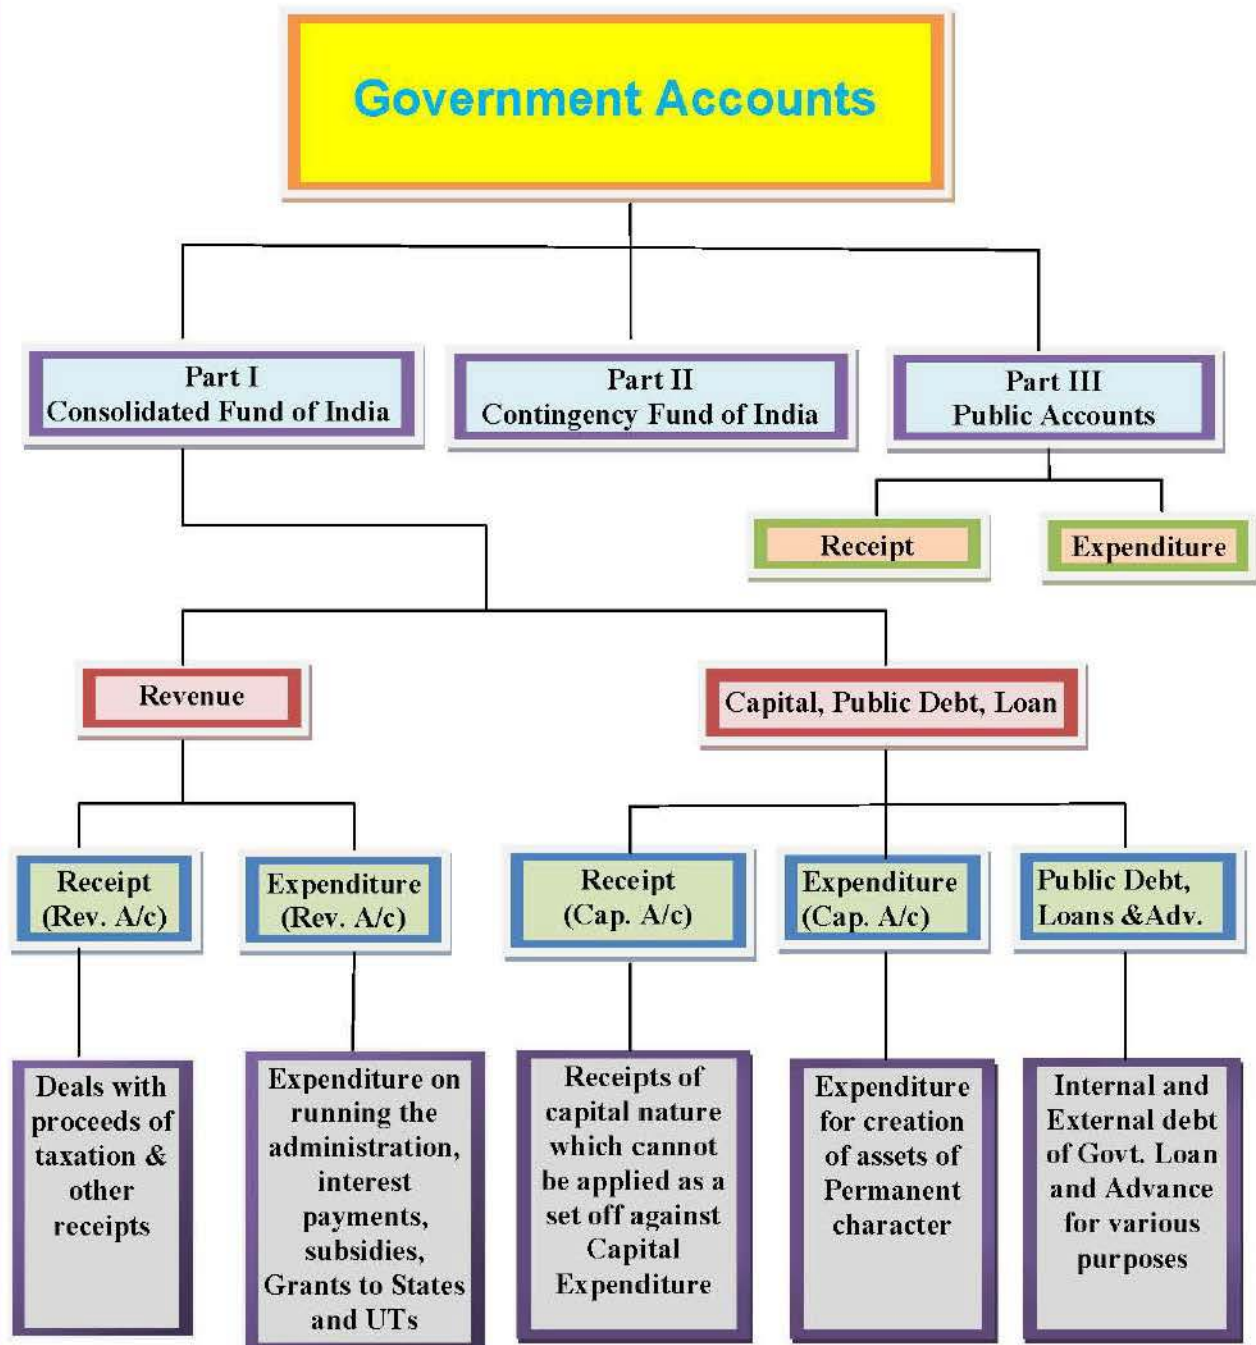 Government Accounts
Part I
Consolidated Fund of India
Part II
Contingency Fund of India
Part III
Public Accounts
Receipt
Expenditure
Revenue
Capital, Public Debt, Loan
Receipt
(Rev. A/c)
Expenditure
(Rev. A/c)
Receipt
(Cap. A/c)
Expenditure
(Cap. A/c)
Public Debt,
Loans &Adv.
Deals with
proceeds of
taxation &
other
receipts
Expenditure on
running the
administration,
interest
payments,
subsidies,
Grants to States
and UTs
Receipts of
capital nature
which cannot
be applied as a
set off against
Capital
Expenditure
Expenditure
for creation
of assets of
Permanent
character
Internal and
External debt
of Govt. Loan
and Advance
for various
purposes